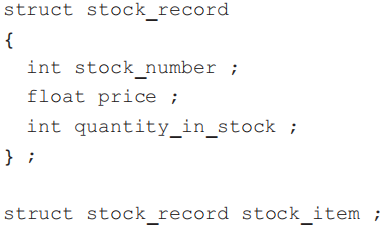 struct stock_record
{
int stock_number ;
float price ;
int quantity_in_stock ;
} ;
struct stock_record stock_item ;